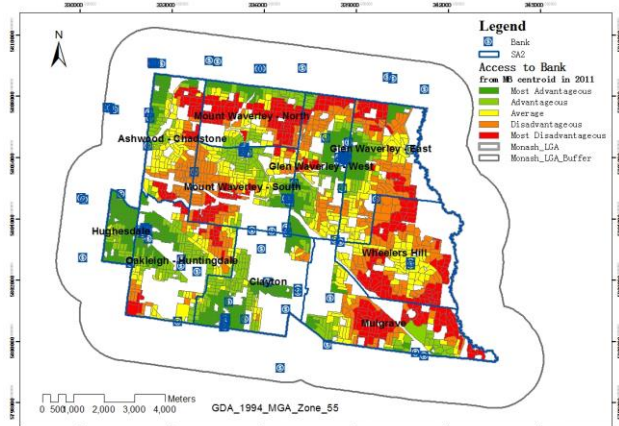 N
Legend
Bank
SA2
Access to Bank
from MB centroid in 2011
Most Advantageous
Advantageous
Average
Disadvantageous
Most Disadvantageous
Monash_LGA
Monash_LGA_Buffer
Mount Waverley - North
Ashwood - Chadstone
Glen Waverley - East
Glen Waverley - West
Mount Waverley - South
Hughesdale
Oakleigh - Huntingdale
Wheelers Hill
Clayton
Mulgrave
Meters
0 500 1,000 2,000 3,000 4,000
GDA_1994_MGA_Zone_55